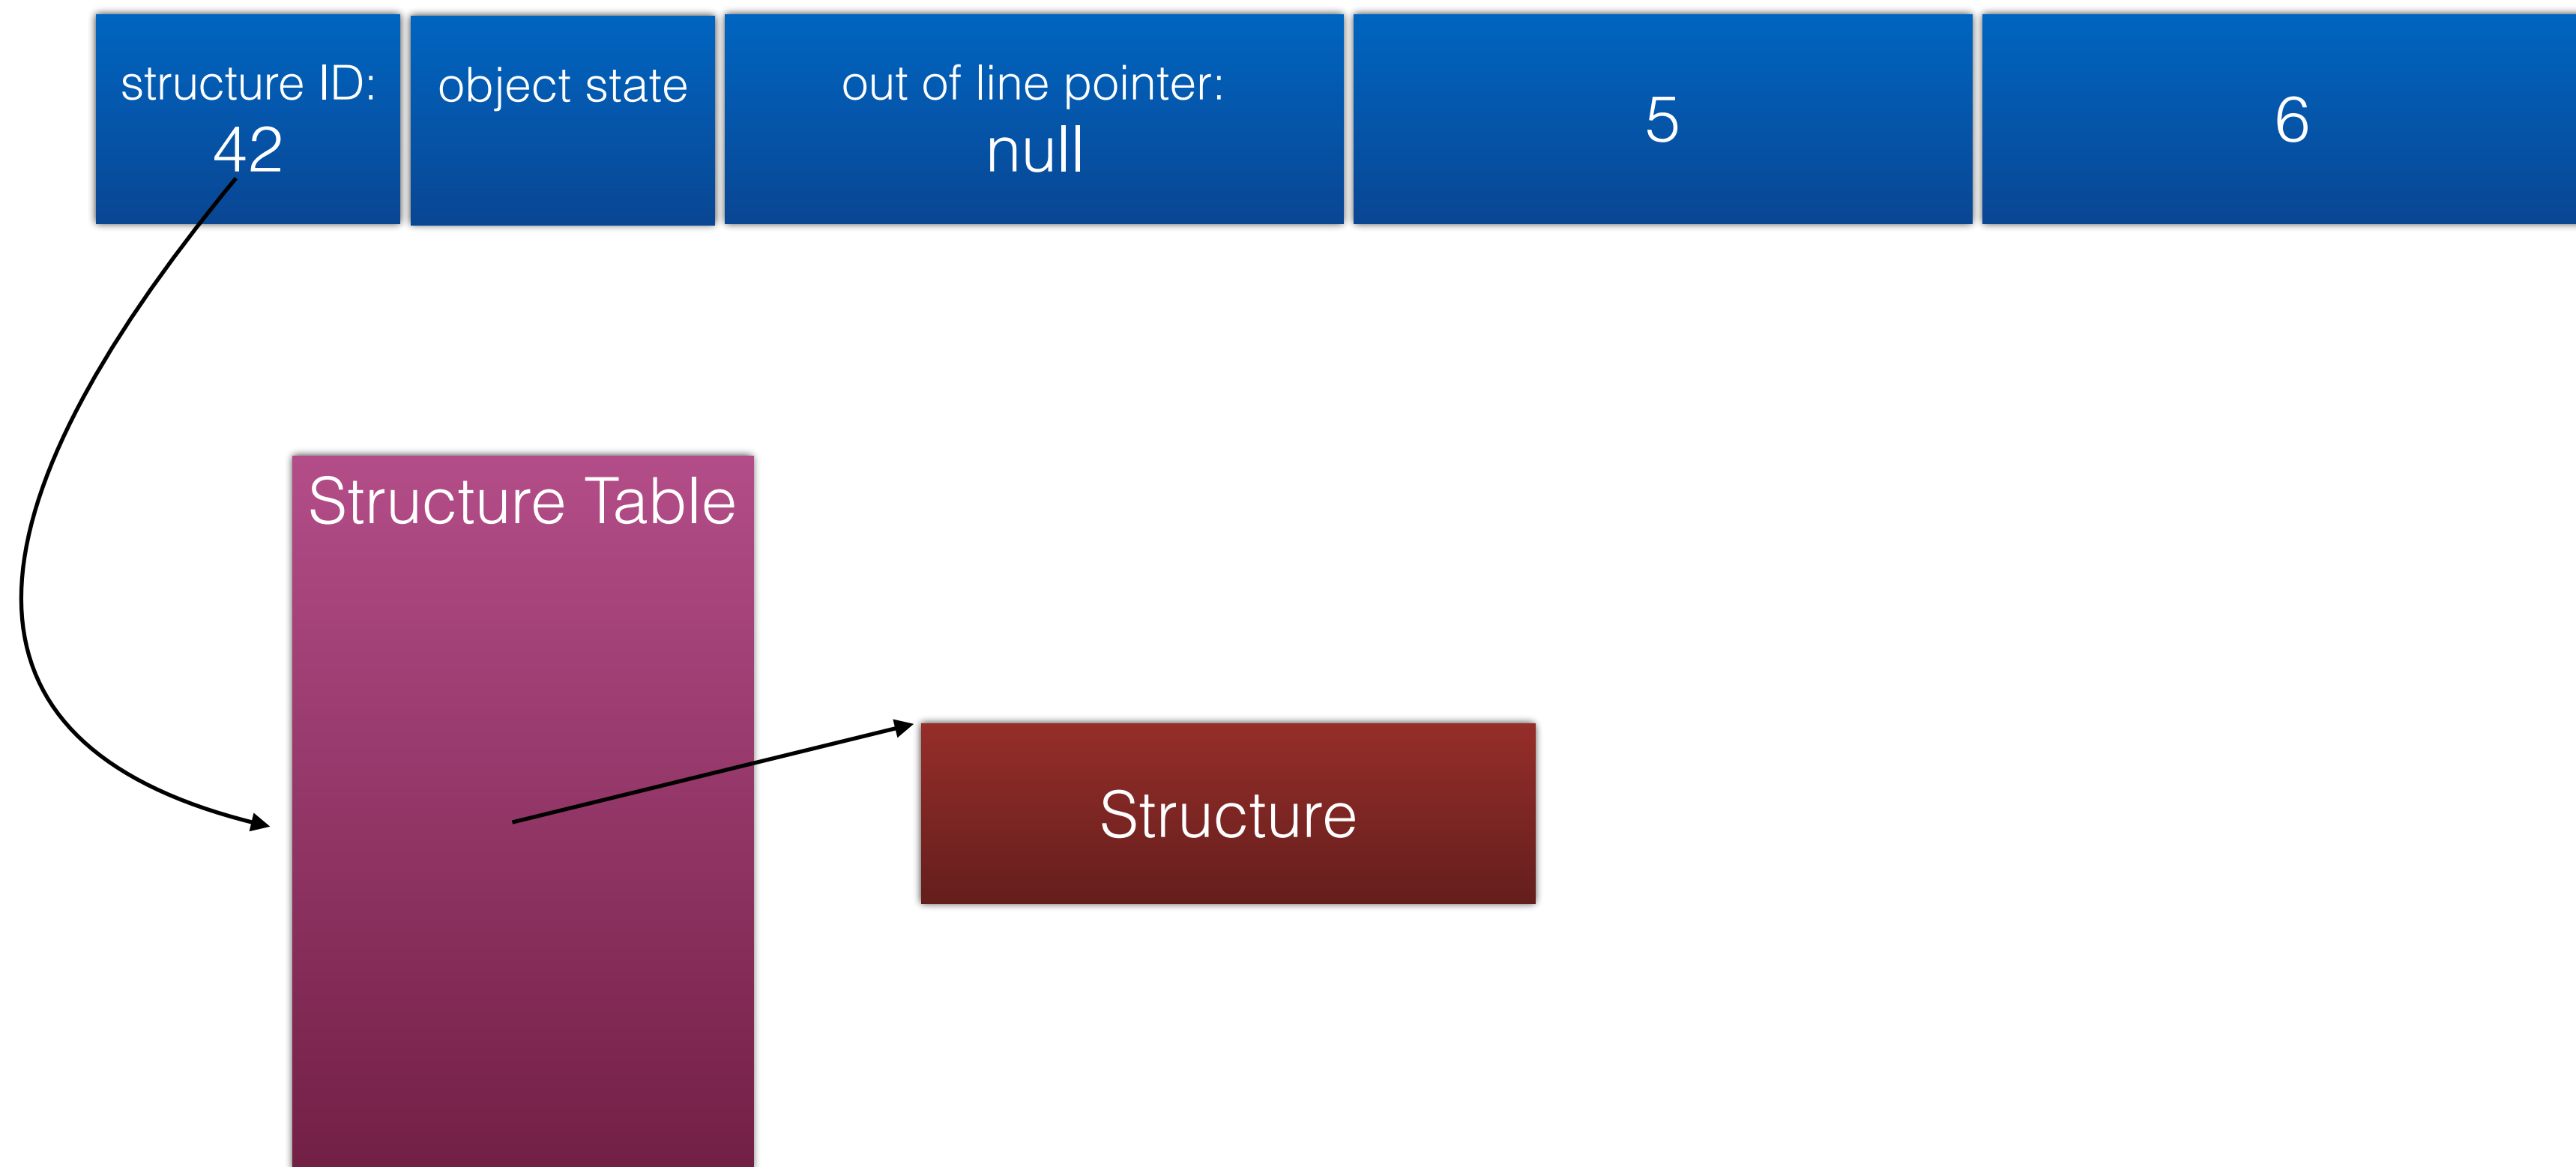 structure ID:
42
object state
out of line pointer:
null
5
6
Structure Table
Structure